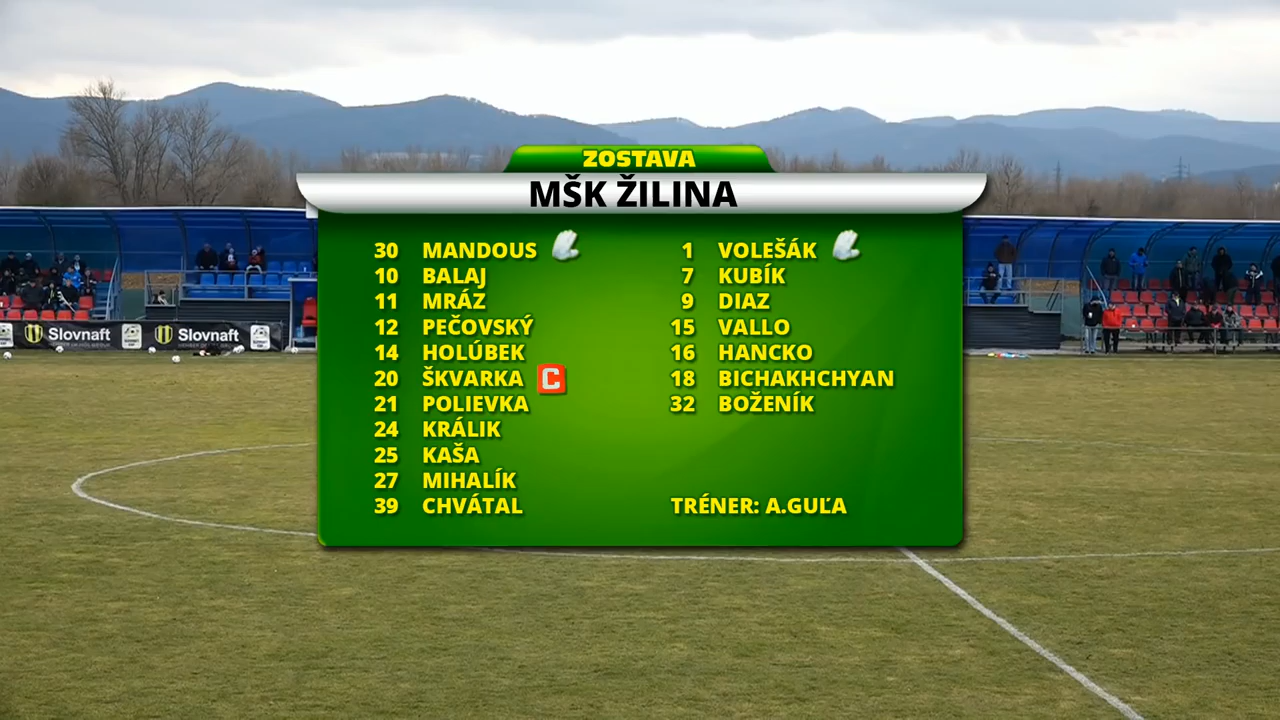 ZOSTAVA
MŠK ŽILINA
30 MANDOUS
10 BALAJ
11 MRÁZ
12 PEČOVSKÝ
14 HOLÚBEK
20 ŠKVARKA C
21 POLIEVKA
24 KRÁLIK
25 KAŠA
27 MIHALÍK
39 CHVÁTAL
1 VOLEŠÁK
7 KUBÍK
9 DIAZ
15 VALLO
16 HANCKO
18 BICHAKHCHYAN
32 BOŽENÍK
TRÉNER: A.GUĽA
Slovnaft
Slovnaft